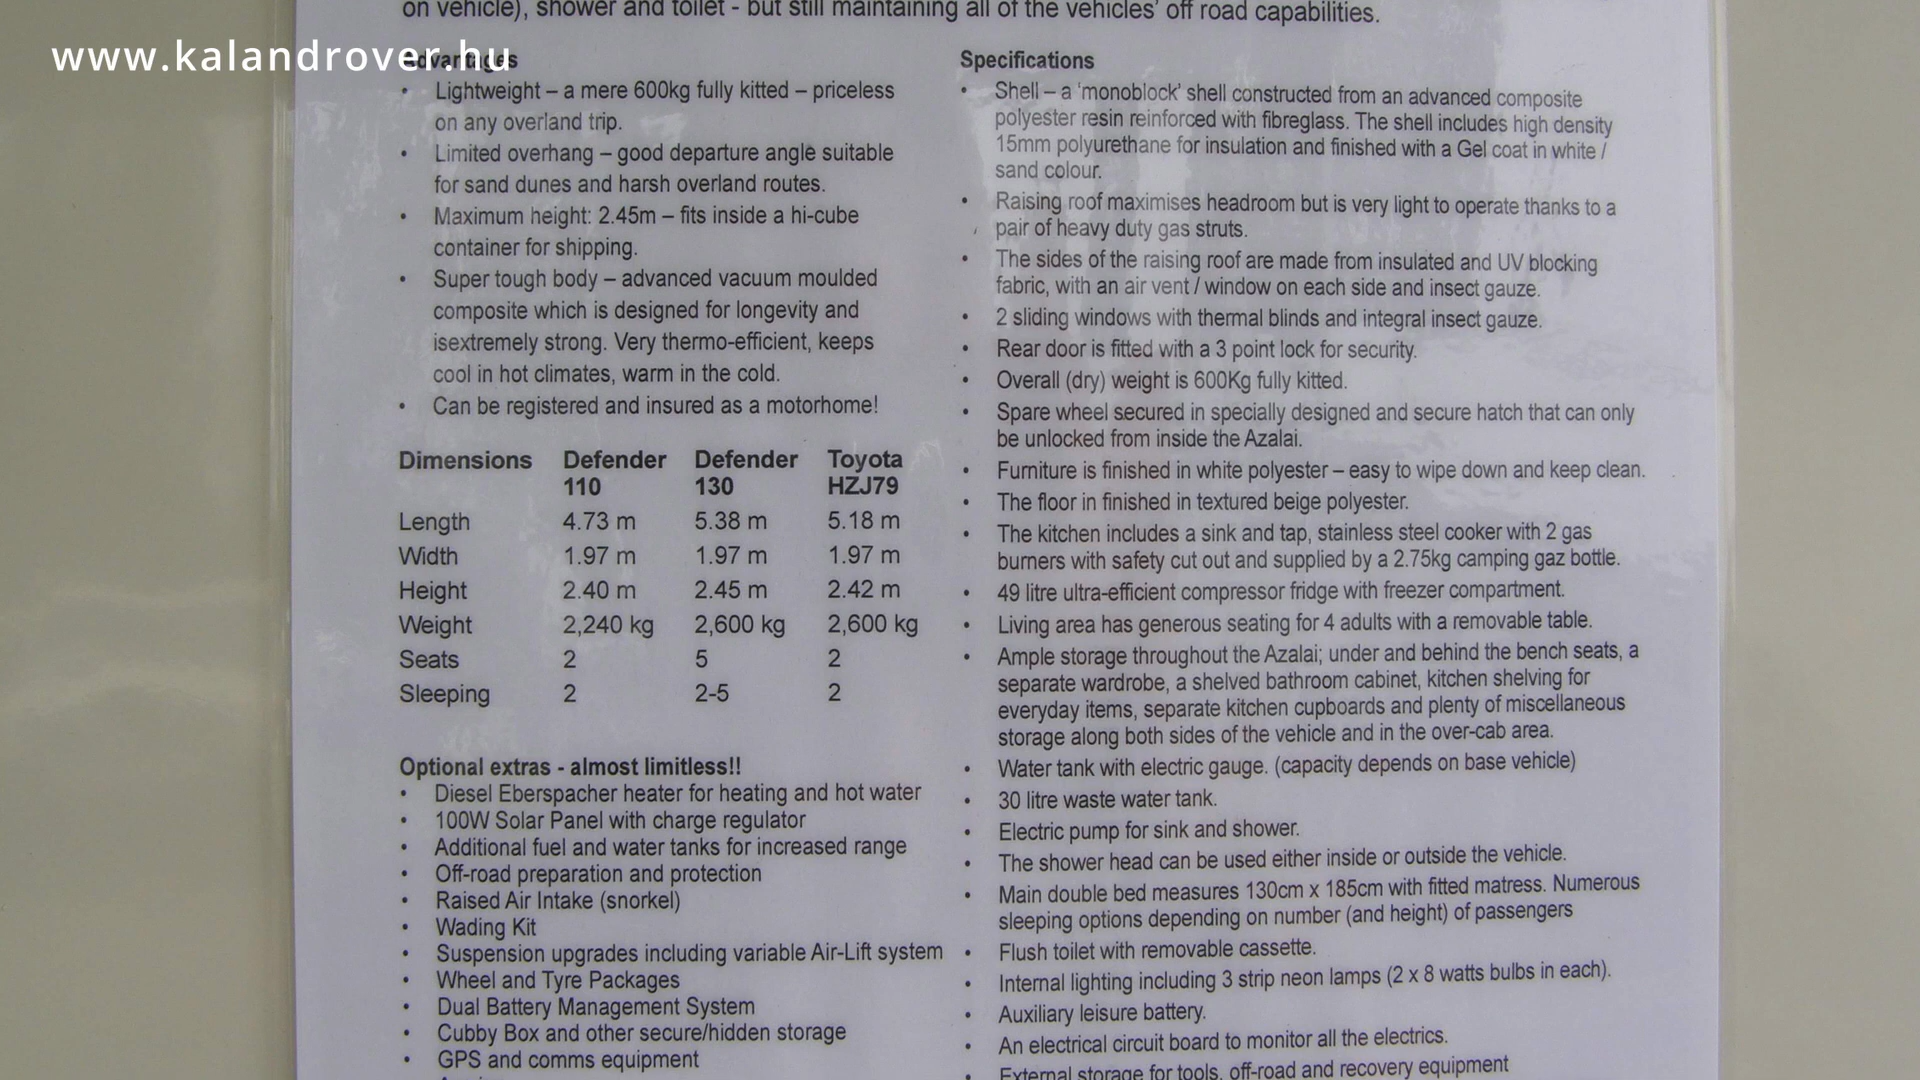 on vehicle), shower and toilet - but still maintaining all of the vehicles' off road capabilities.
www.kalandrover.hu
Advantages
• Lightweight – a mere 600kg fully kitted – priceless
on any overland trip.
• Limited overhang – good departure angle suitable
for sand dunes and harsh overland routes.
• Maximum height: 2.45m – fits inside a hi-cube
container for shipping.
• Super tough body – advanced vacuum moulded
composite which is designed for longevity and
isextremely strong. Very thermo-efficient, keeps
cool in hot climates, warm in the cold.
• Can be registered and insured as a motorhome!
Dimensions Defender 110 Defender 130 Toyota HZJ79
Length 4.73 m 5.38 m 5.18 m
Width 1.97 m 1.97 m 1.97 m
Height 2.40 m 2.45 m 2.42 m
Weight 2,240 kg 2,600 kg 2,600 kg
Seats 2 5 2
Sleeping 2 2-5 2
Optional extras - almost limitless!!
• Diesel Eberspacher heater for heating and hot water
• 100W Solar Panel with charge regulator
• Additional fuel and water tanks for increased range
• Off-road preparation and protection
• Raised Air Intake (snorkel)
• Wading Kit
• Suspension upgrades including variable Air-Lift system
• Wheel and Tyre Packages
• Dual Battery Management System
• Cubby Box and other secure/hidden storage
• GPS and comms equipment
Specifications
• Shell – a 'monoblock' shell constructed from an advanced composite
polyester resin reinforced with fibreglass. The shell includes high density
15mm polyurethane for insulation and finished with a Gel coat in white /
sand colour.
• Raising roof maximises headroom but is very light to operate thanks to a
pair of heavy duty gas struts.
• The sides of the raising roof are made from insulated and UV blocking
fabric, with an air vent / window on each side and insect gauze.
• 2 sliding windows with thermal blinds and integral insect gauze.
• Rear door is fitted with a 3 point lock for security.
• Overall (dry) weight is 600Kg fully kitted.
• Spare wheel secured in specially designed and secure hatch that can only
be unlocked from inside the Azalai.
• Furniture is finished in white polyester – easy to wipe down and keep clean.
• The floor in finished in textured beige polyester.
• The kitchen includes a sink and tap, stainless steel cooker with 2 gas
burners with safety cut out and supplied by a 2.75kg camping gaz bottle.
• 49 litre ultra-efficient compressor fridge with freezer compartment.
• Living area has generous seating for 4 adults with a removable table.
• Ample storage throughout the Azalai; under and behind the bench seats, a
separate wardrobe, a shelved bathroom cabinet, kitchen shelving for
everyday items, separate kitchen cupboards and plenty of miscellaneous
storage along both sides of the vehicle and in the over-cab area.
• Water tank with electric gauge. (capacity depends on base vehicle)
• 30 litre waste water tank.
• Electric pump for sink and shower.
• The shower head can be used either inside or outside the vehicle.
• Main double bed measures 130cm x 185cm with fitted matress. Numerous
sleeping options depending on number (and height) of passengers
• Flush toilet with removable cassette.
• Internal lighting including 3 strip neon lamps (2 x 8 watts bulbs in each).
• Auxiliary leisure battery.
• An electrical circuit board to monitor all the electrics.
• External storage for tools, off-road and recovery equipment